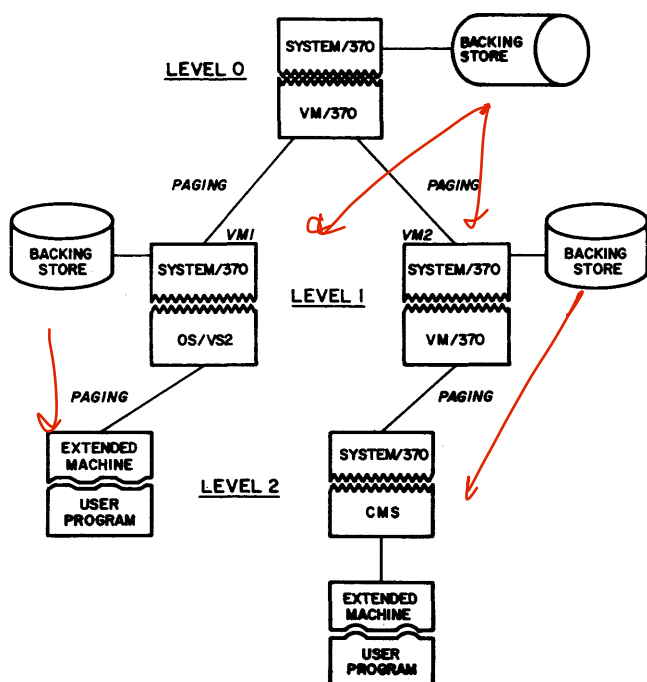 SYSTEM/370
BACKING
STORE
LEVEL 0
VM/370
PAGING
PAGING
VM1
VM2
BACKING
STORE
SYSTEM/370
SYSTEM/370
BACKING
STORE
LEVEL 1
OS/VS2
VM/370
PAGING
PAGING
EXTENDED
MACHINE
SYSTEM/370
LEVEL 2
USER
PROGRAM
CMS
EXTENDED
MACHINE
USER
PROGRAM